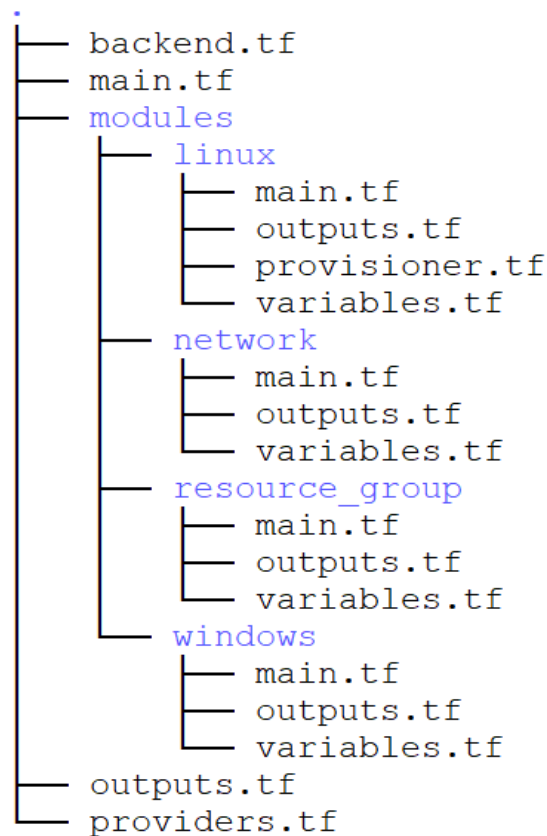 .
backend.tf
main.tf
modules
linux
main.tf
outputs.tf
provisioner.tf
variables.tf
network
main.tf
outputs.tf
variables.tf
resource_group
main.tf
outputs.tf
variables.tf
windows
main.tf
outputs.tf
variables.tf
outputs.tf
providers.tf